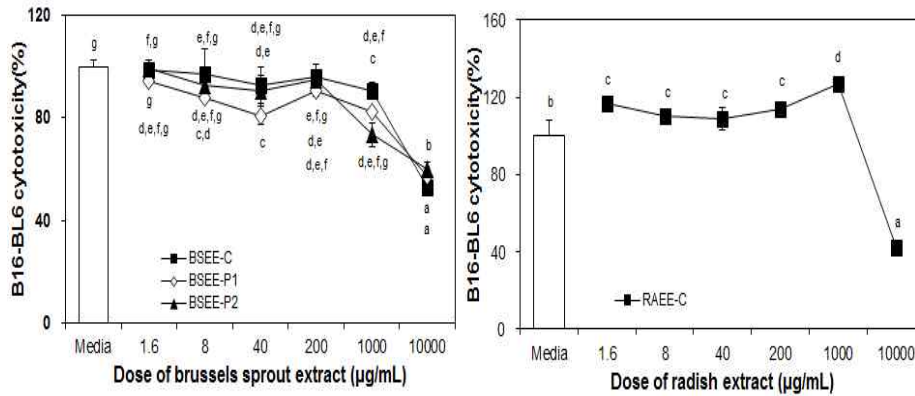 B16-BL6 cytotoxicity(%)
120
80
40
0
g
f,g
e,f,g
d,e,f,g
d,e
d,e,f
c
g
d,e,f,g
d,e,f,g
c,d
c
e,f,g
d,e
d,e,f
d,e,f,g
b
a
a
BSEE-C
BSEE-P1
BSEE-P2
Media 1.6 8 40 200 1000 10000
Dose of brussels sprout extract (µg/mL)
B16-BL6 cytotoxicity(%)
160
120
80
40
0
b
c
c
c
c
d
a
RAEE-C
Media 1.6 8 40 200 1000 10000
Dose of radish extract (µg/mL)